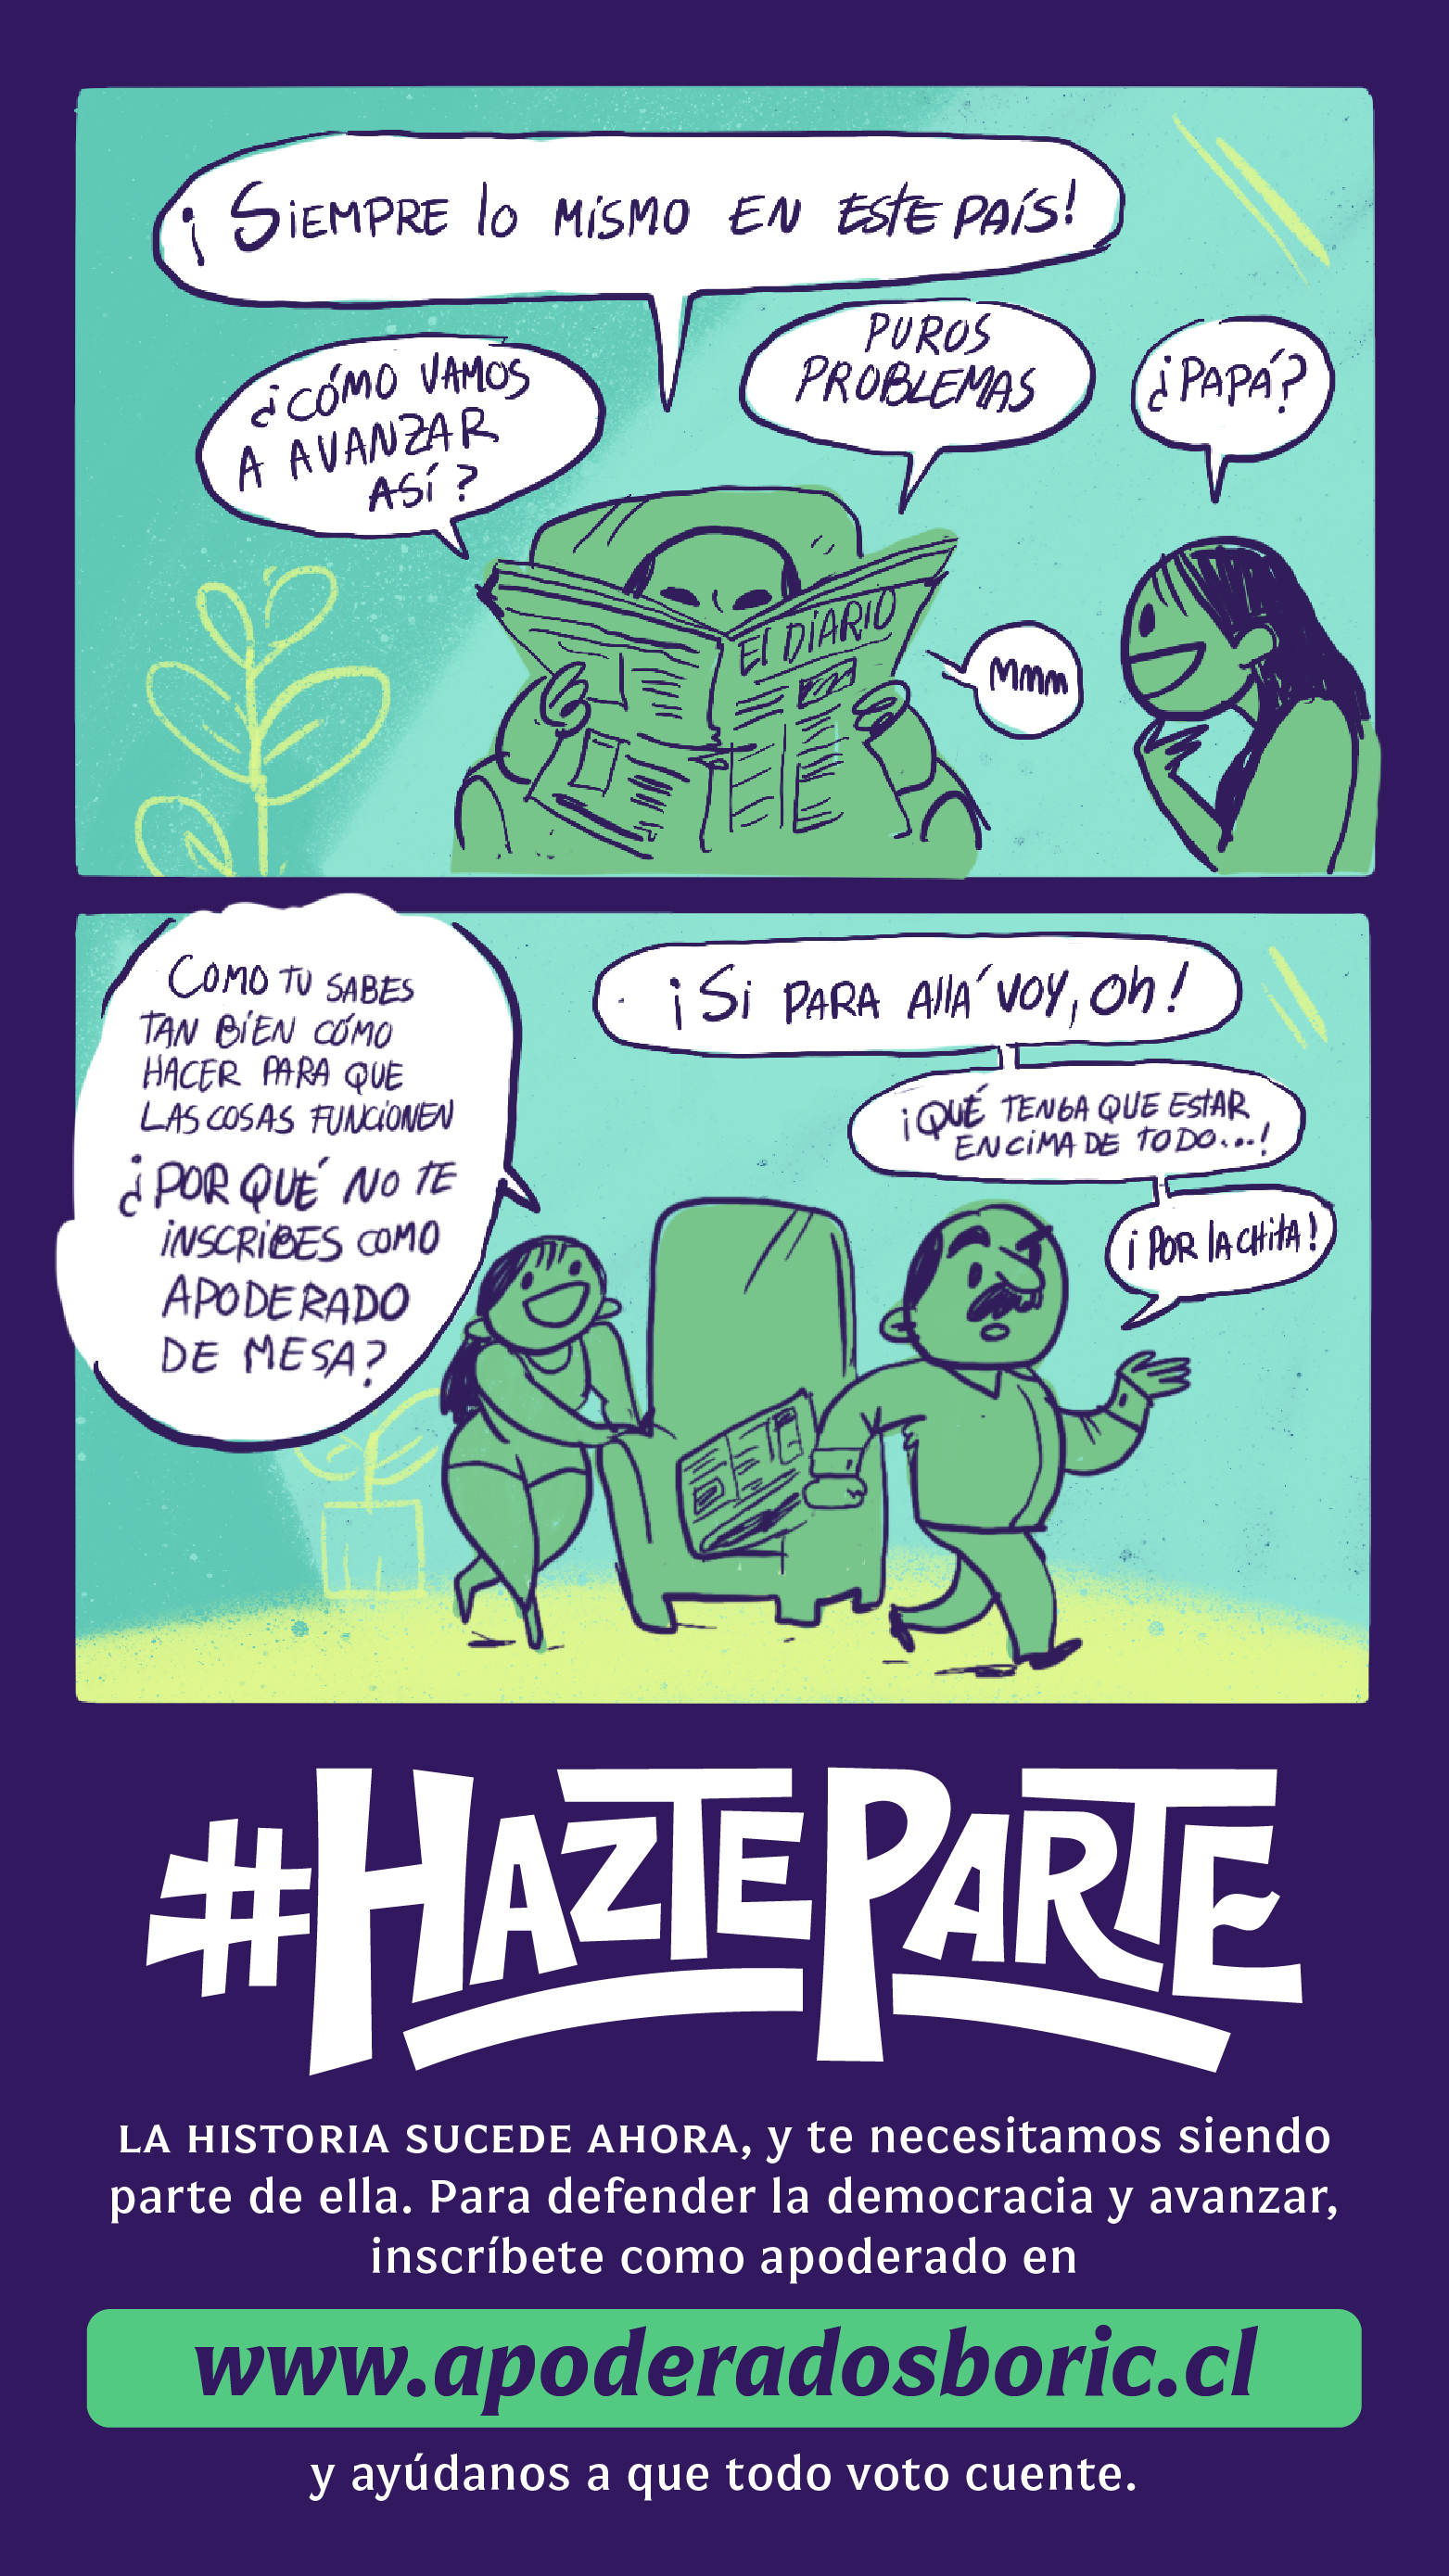 ¡SIEMPRE lo MISMO EN ESTE PAÍS!
¿CÓMO VAMOS
A AVANZAR
ASÍ?
PUROS
PROBLEMAS
¿PAPÁ?
El DIARIO
Mmm
COMO TU SABES
TAN BIEN CÓMO
HACER PARA QUE
LAS COSAS FUNCIONEN
¿POR QUÉ NO TE
INSCRIBES COMO
APODERADO
DE MESA?
¡Si PARA Allá VOY, Oh!
¡QUÉ TENGA QUE ESTAR
ENCIMA DE TODO...!
¡POR lA CHITA!
#HAZTEPARTE
LA HISTORIA SUCEDE AHORA, y te necesitamos siendo
parte de ella. Para defender la democracia y avanzar,
inscríbete como apoderado en
www.apoderadosboric.cl
y ayúdanos a que todo voto cuente.